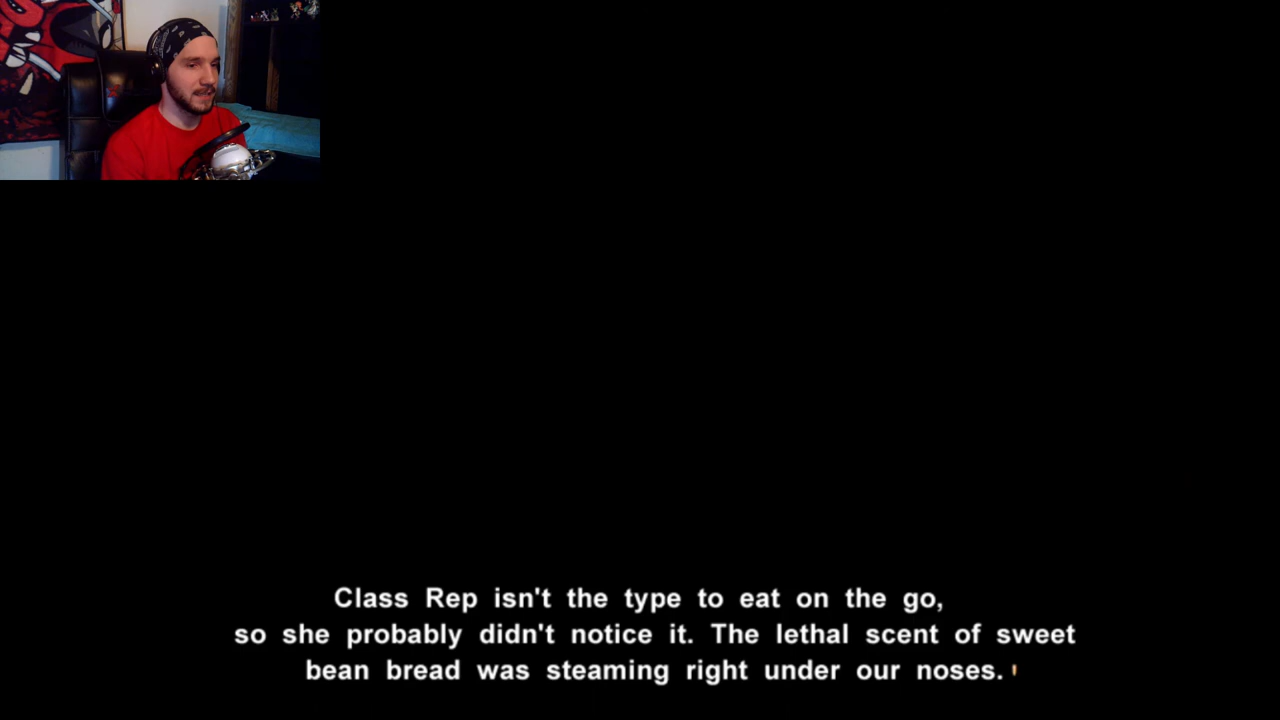 Class Rep isn't the type to eat on the go,
so she probably didn't notice it. The lethal scent of sweet
bean bread was steaming right under our noses.